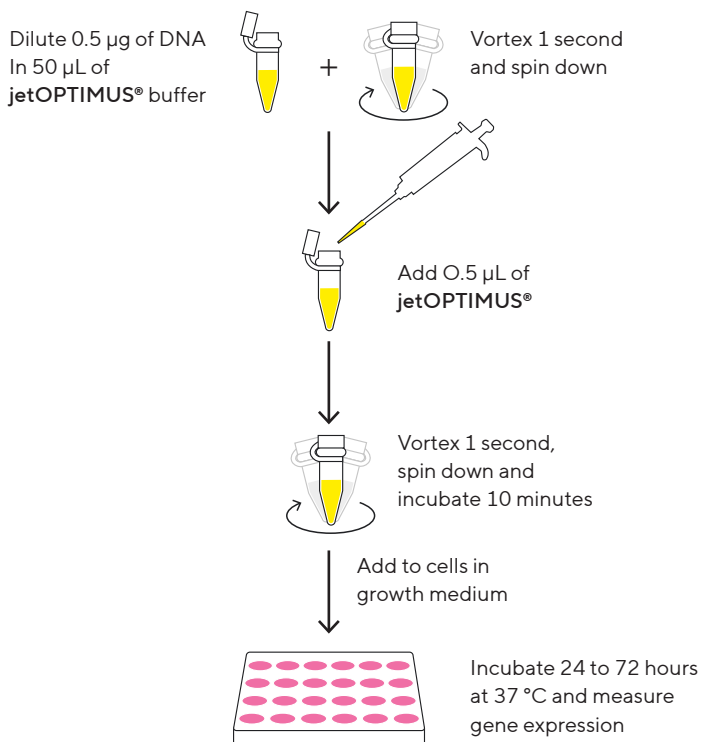 Dilute 0.5 µg of DNA
In 50 µL of
jetOPTIMUS® buffer
+
Vortex 1 second
and spin down
Add O.5 µL of
jetOPTIMUS®
Vortex 1 second,
spin down and
incubate 10 minutes
Add to cells in
growth medium
Incubate 24 to 72 hours
at 37 °C and measure
gene expression